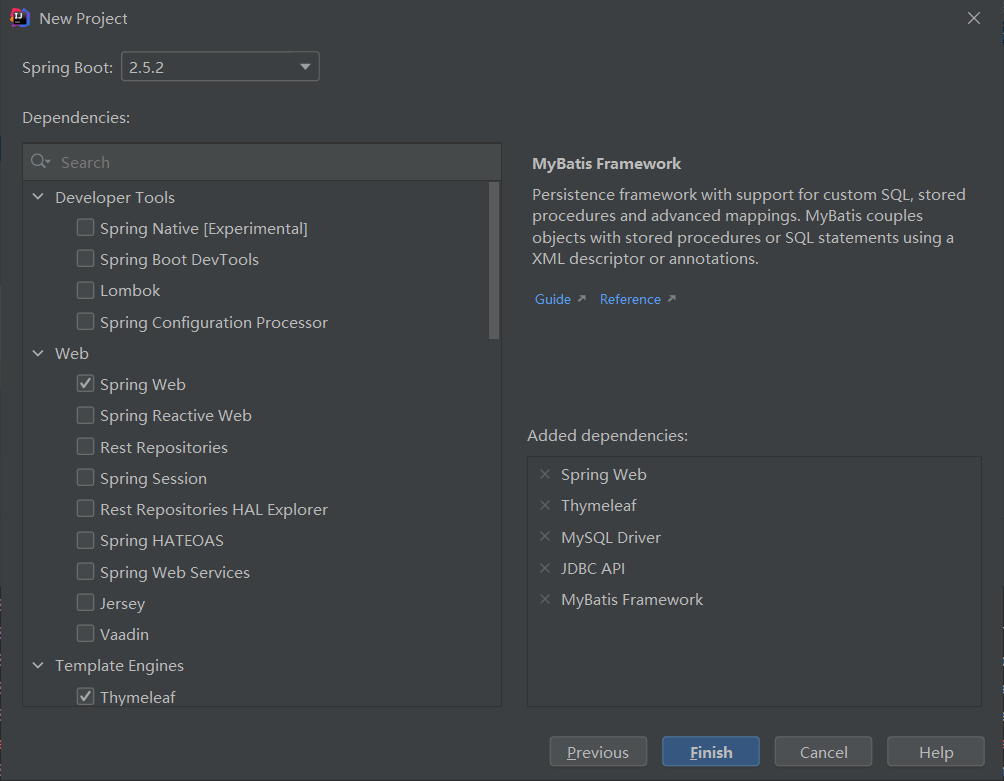 New Project
Spring Boot: 2.5.2
Dependencies:
Search
Developer Tools
Spring Native [Experimental]
Spring Boot DevTools
Lombok
Spring Configuration Processor
Web
Spring Web
Spring Reactive Web
Rest Repositories
Spring Session
Rest Repositories HAL Explorer
Spring HATEOAS
Spring Web Services
Jersey
Vaadin
Template Engines
Thymeleaf
MyBatis Framework
Persistence framework with support for custom SQL, stored
procedures and advanced mappings. MyBatis couples
objects with stored procedures or SQL statements using a
XML descriptor or annotations.
Guide Reference
Added dependencies:
Spring Web
Thymeleaf
MySQL Driver
JDBC API
MyBatis Framework
Previous Finish Cancel Help